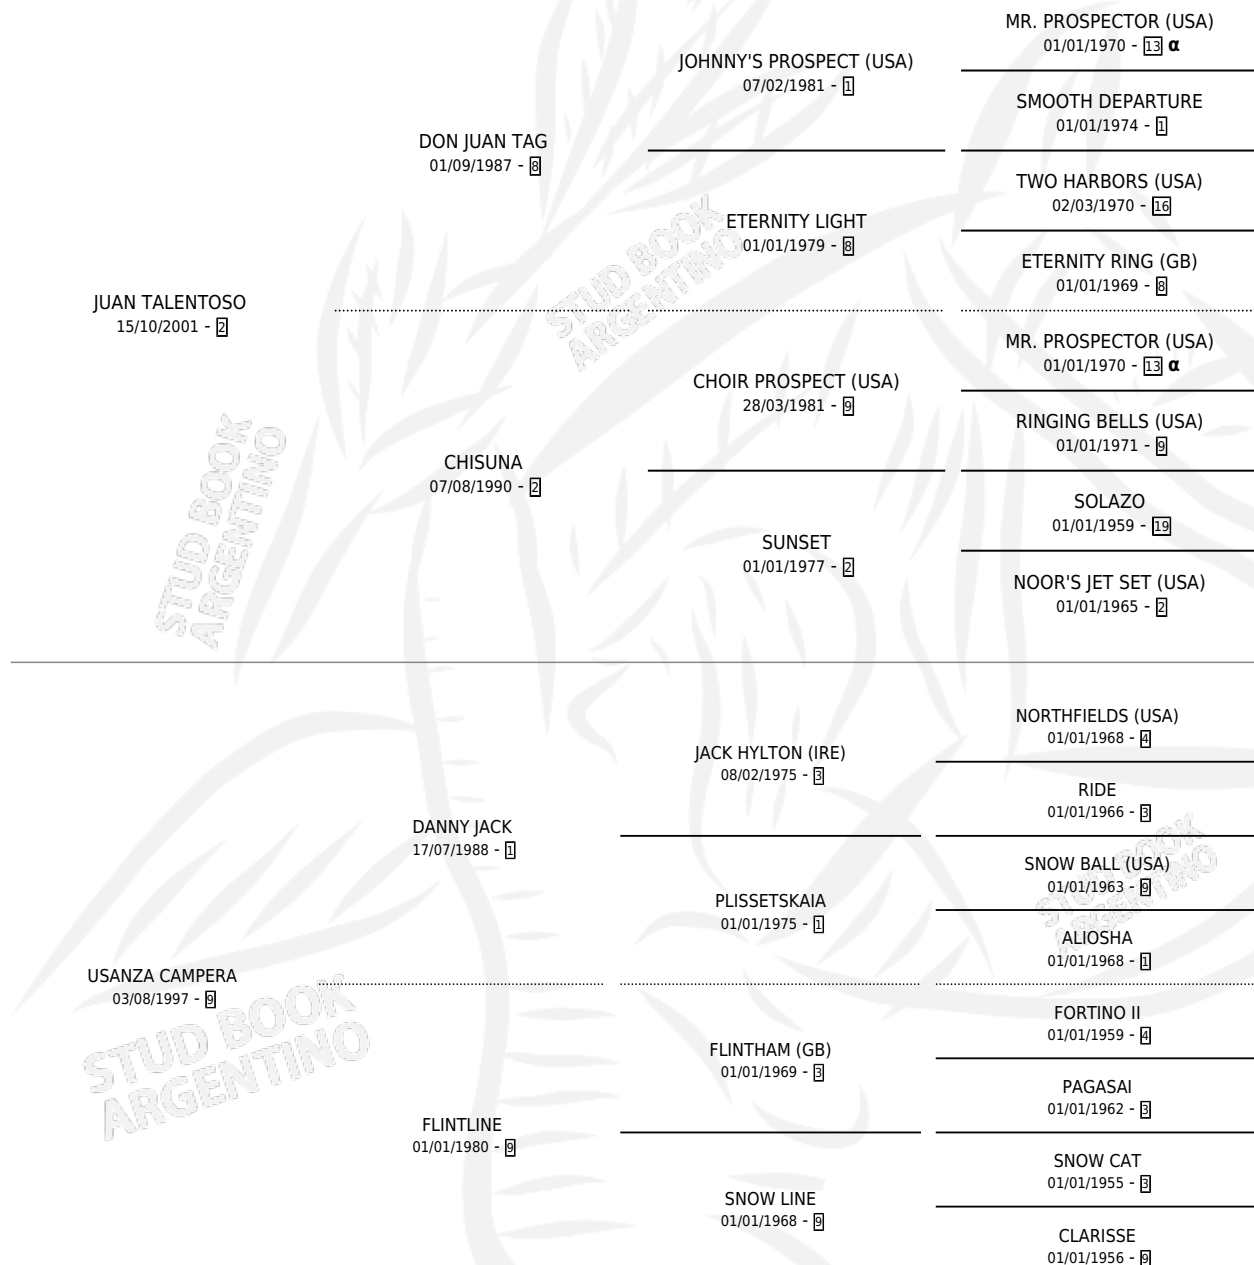 MR. PROSPECTOR (USA)
01/01/1970 - 13 α
JOHNNY'S PROSPECT (USA)
07/02/1981 - 1
SMOOTH DEPARTURE
01/01/1974 - 1
DON JUAN TAG
01/09/1987 - 8
TWO HARBORS (USA)
02/03/1970 - 16
ETERNITY LIGHT
01/01/1979 - 8
ETERNITY RING (GB)
01/01/1969 - 8
STUD BOOK
ARGENTINO
JUAN TALENTOSO
15/10/2001 - 2
MR. PROSPECTOR (USA)
01/01/1970 - 13 α
CHOIR PROSPECT (USA)
28/03/1981 - 9
RINGING BELLS (USA)
01/01/1971 - 9
CHISUNA
07/08/1990 - 2
SOLAZO
01/01/1959 - 19
SUNSET
01/01/1977 - 2
NOOR'S JET SET (USA)
01/01/1965 - 2
STUD BOOK
ARGENTINO
NORTHFIELDS (USA)
01/01/1968 - 4
JACK HYLTON (IRE)
08/02/1975 - 3
RIDE
01/01/1966 - 3
DANNY JACK
17/07/1988 - 1
SNOW BALL (USA)
01/01/1963 - 9
PLISSETSKAIA
01/01/1975 - 1
ALIOSHA
01/01/1968 - 1
STUD BOOK
ARGENTINO
USANZA CAMPERA
03/08/1997 - 9
FORTINO II
01/01/1959 - 4
FLINTHAM (GB)
01/01/1969 - 3
PAGASAI
01/01/1962 - 3
FLINTLINE
01/01/1980 - 9
SNOW CAT
01/01/1955 - 3
SNOW LINE
01/01/1968 - 9
CLARISSE
01/01/1956 - 9
STUD BOOK
ARGENTINO